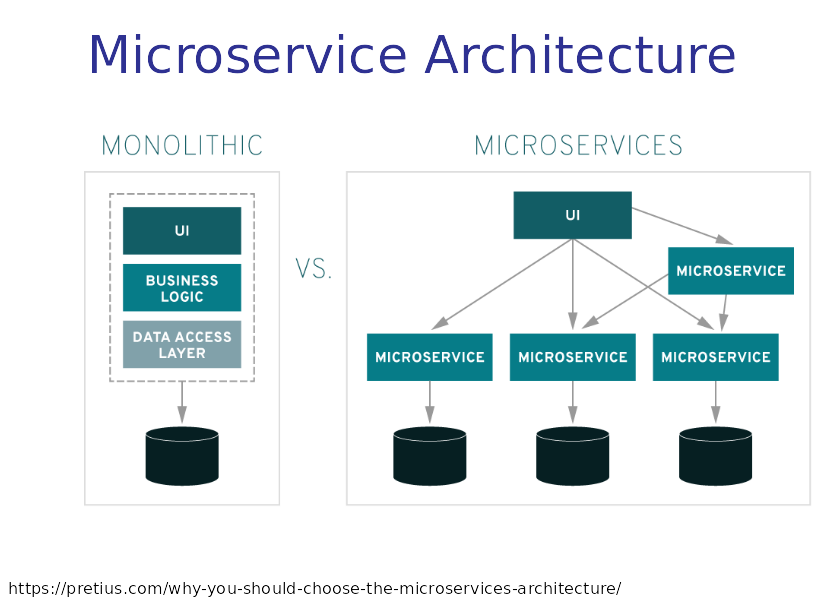 Microservice Architecture
MONOLITHIC
UI
BUSINESS
LOGIC
DATA ACCESS
LAYER
VS.
MICROSERVICES
UI
MICROSERVICE
MICROSERVICE
MICROSERVICE
MICROSERVICE
https://pretius.com/why-you-should-choose-the-microservices-architecture/